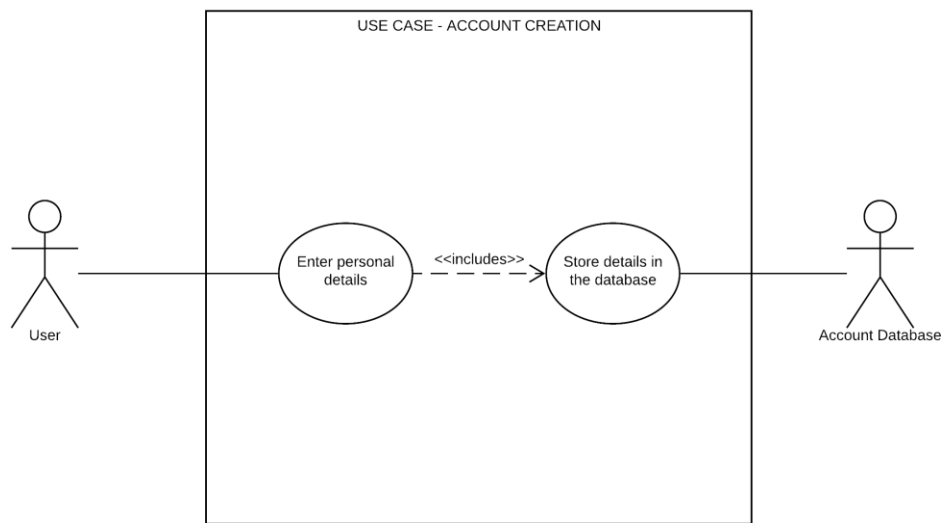 USE CASE - ACCOUNT CREATION
Enter personal
details
<<includes>>
Store details in
the database
User
Account Database